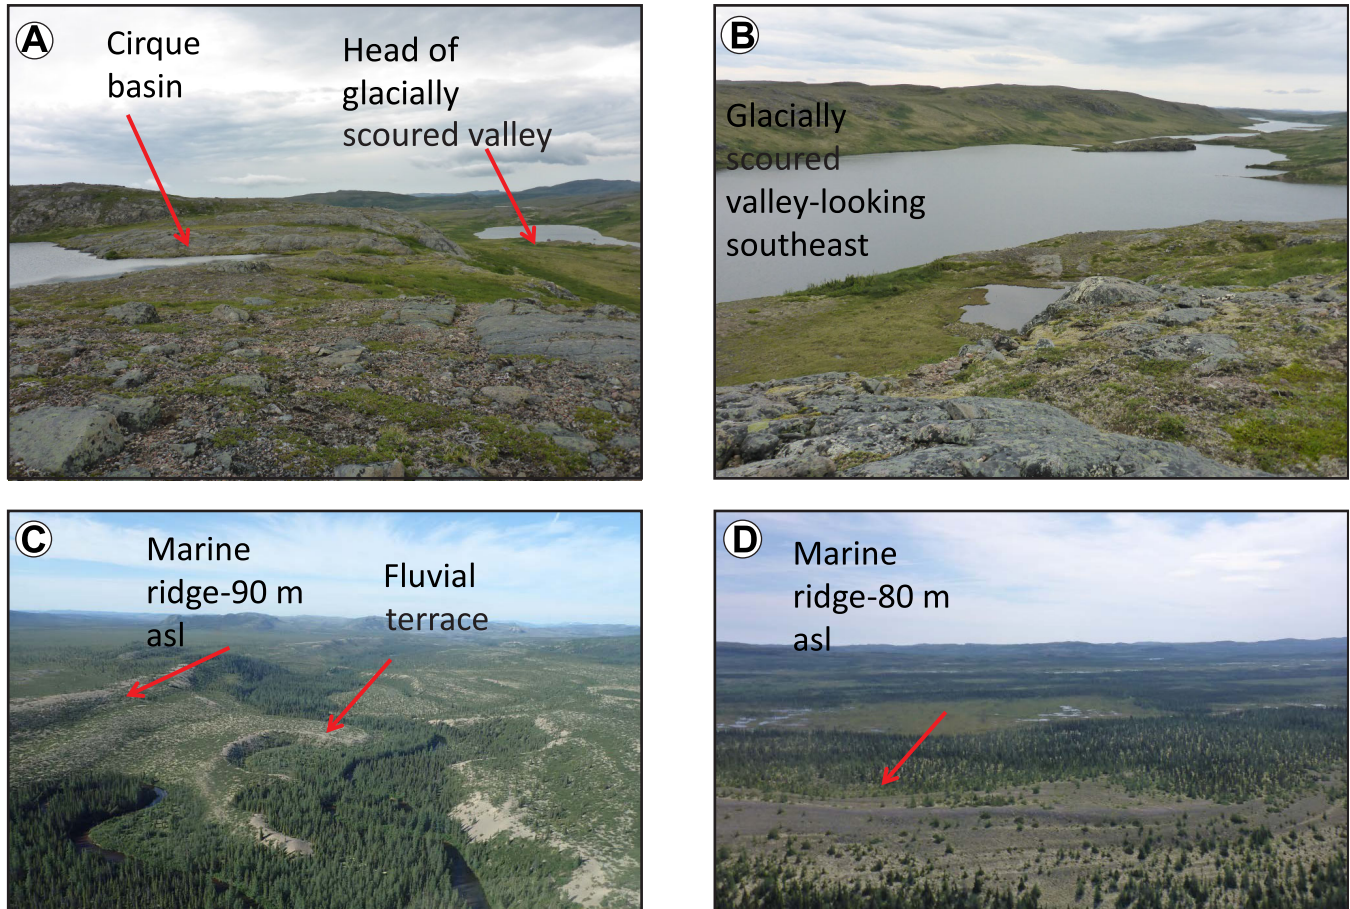 A
Cirque
basin
Head of
glacially
scoured valley
B
Glacially
scoured
valley-looking
southeast
C
Marine
ridge-90 m
asl
Fluvial
terrace
D
Marine
ridge-80 m
asl